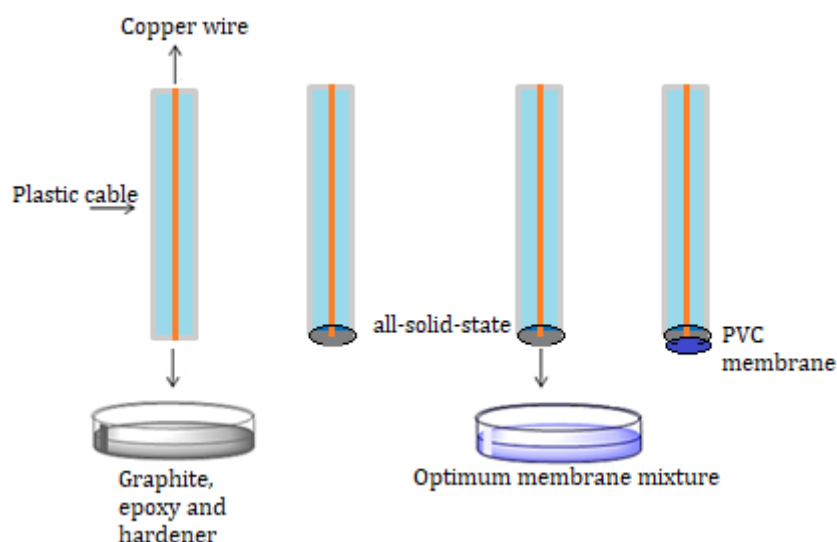 Copper wire
Plastic cable
all-solid-state
PVC
membrane
Graphite,
epoxy and
hardener
Optimum membrane mixture